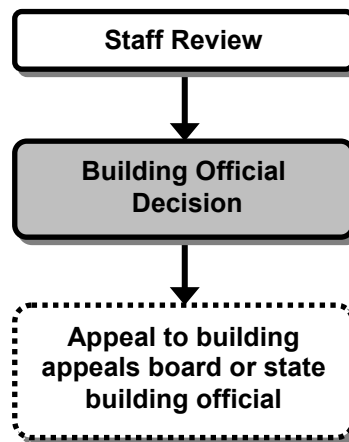 Staff Review
Building Official
Decision
Appeal to building
appeals board or state
building official